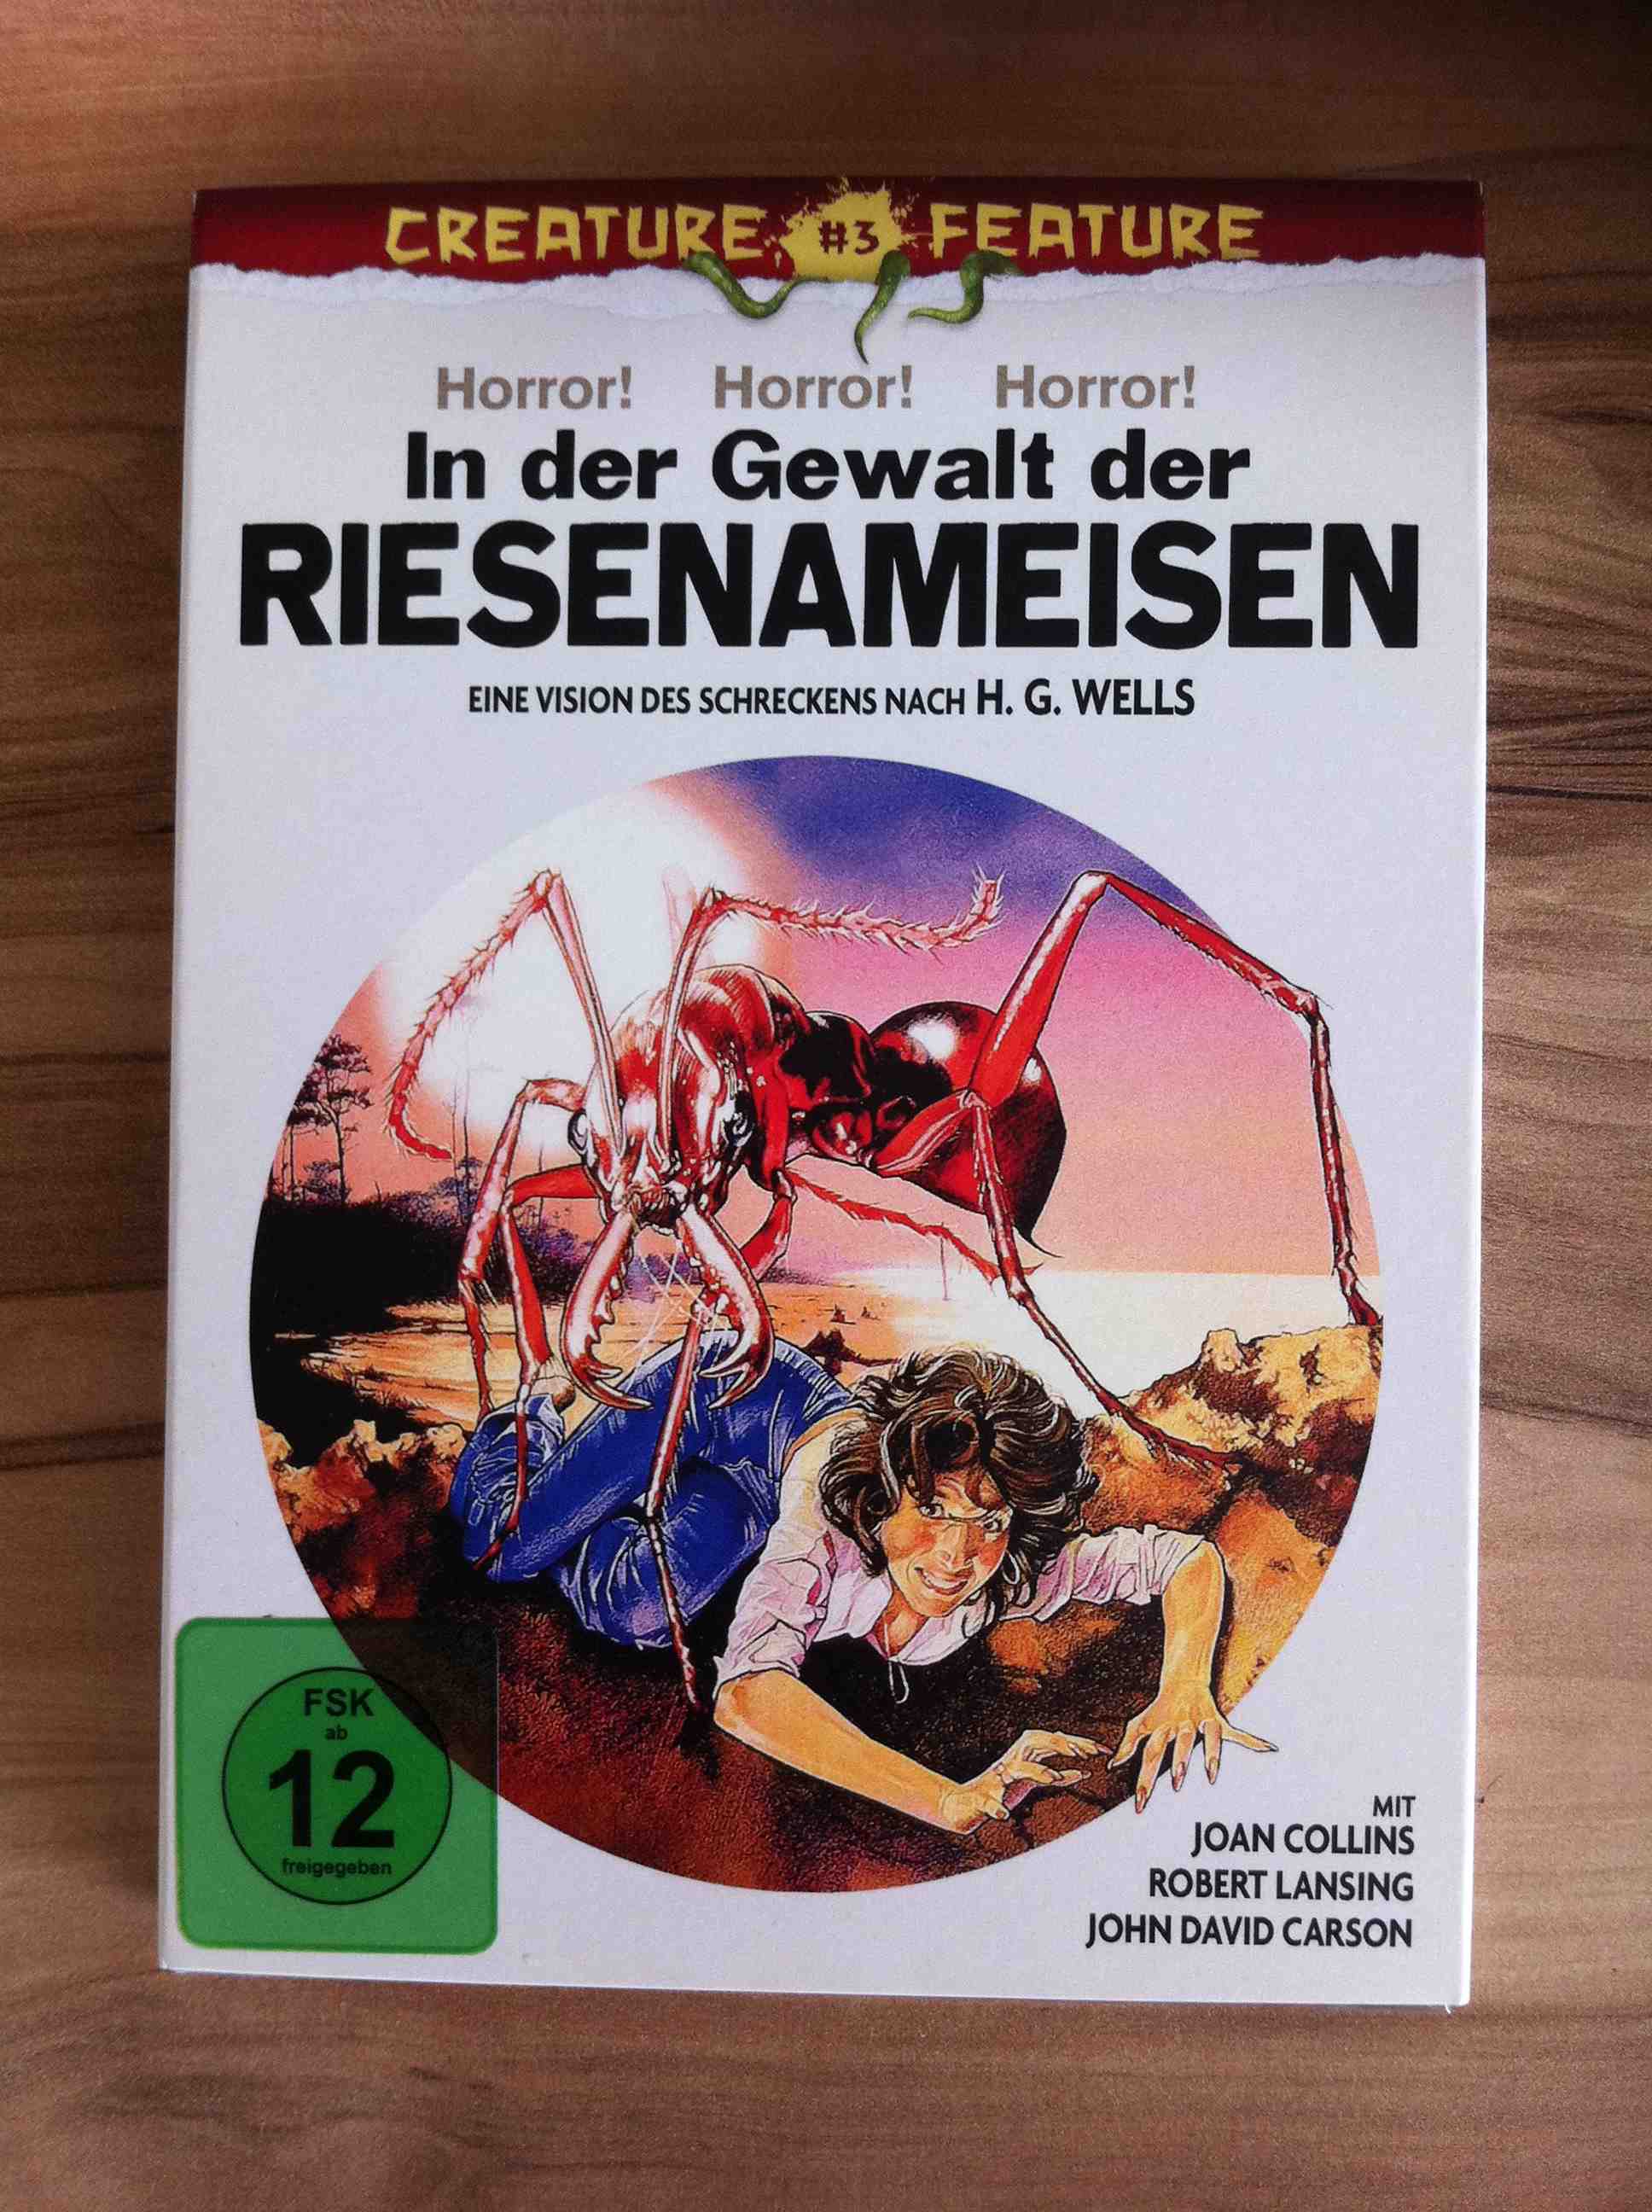 CREATURE #3 FEATURE
Horror! Horror! Horror!
In der Gewalt der
RIESENAMEISEN
EINE VISION DES SCHRECKENS NACH H. G. WELLS
FSK
ab
12
freigegeben
MIT
JOAN COLLINS
ROBERT LANSING
JOHN DAVID CARSON